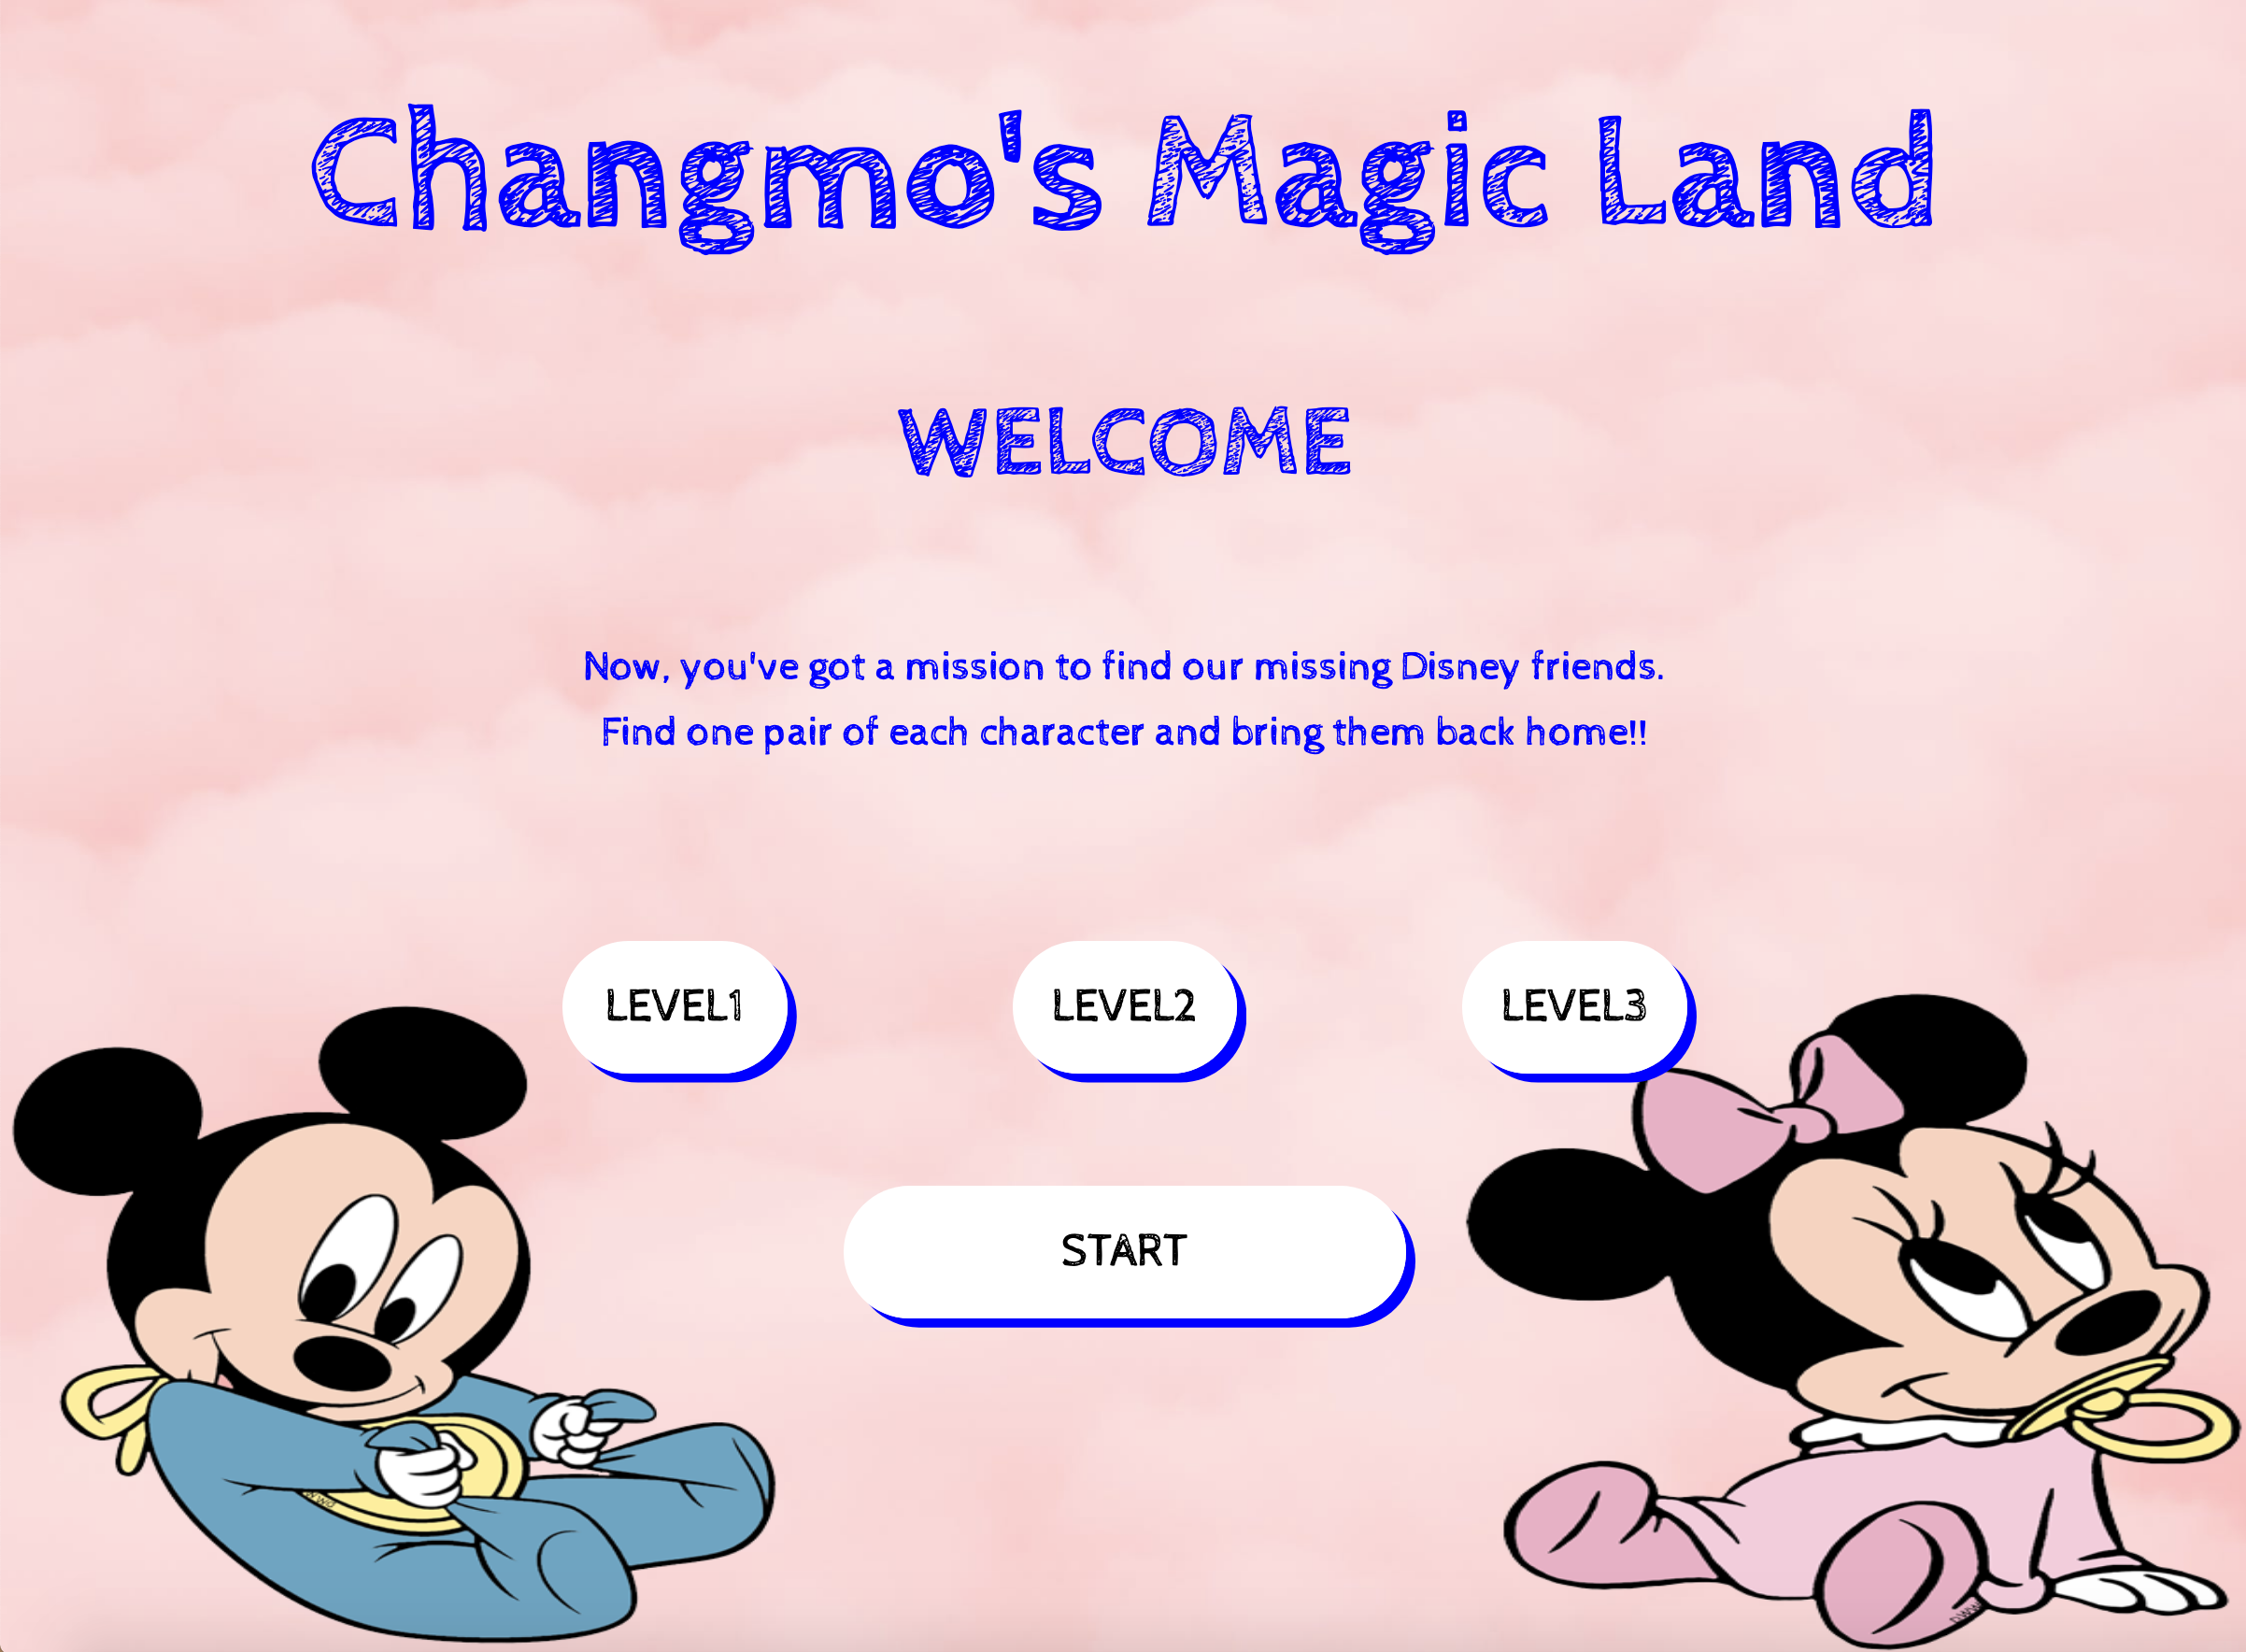 Changmo's Magic Land
WELCOME
Now, you've got a mission to find our missing Disney friends.
Find one pair of each character and bring them back home!!
LEVEL1
LEVEL2
LEVEL3
START